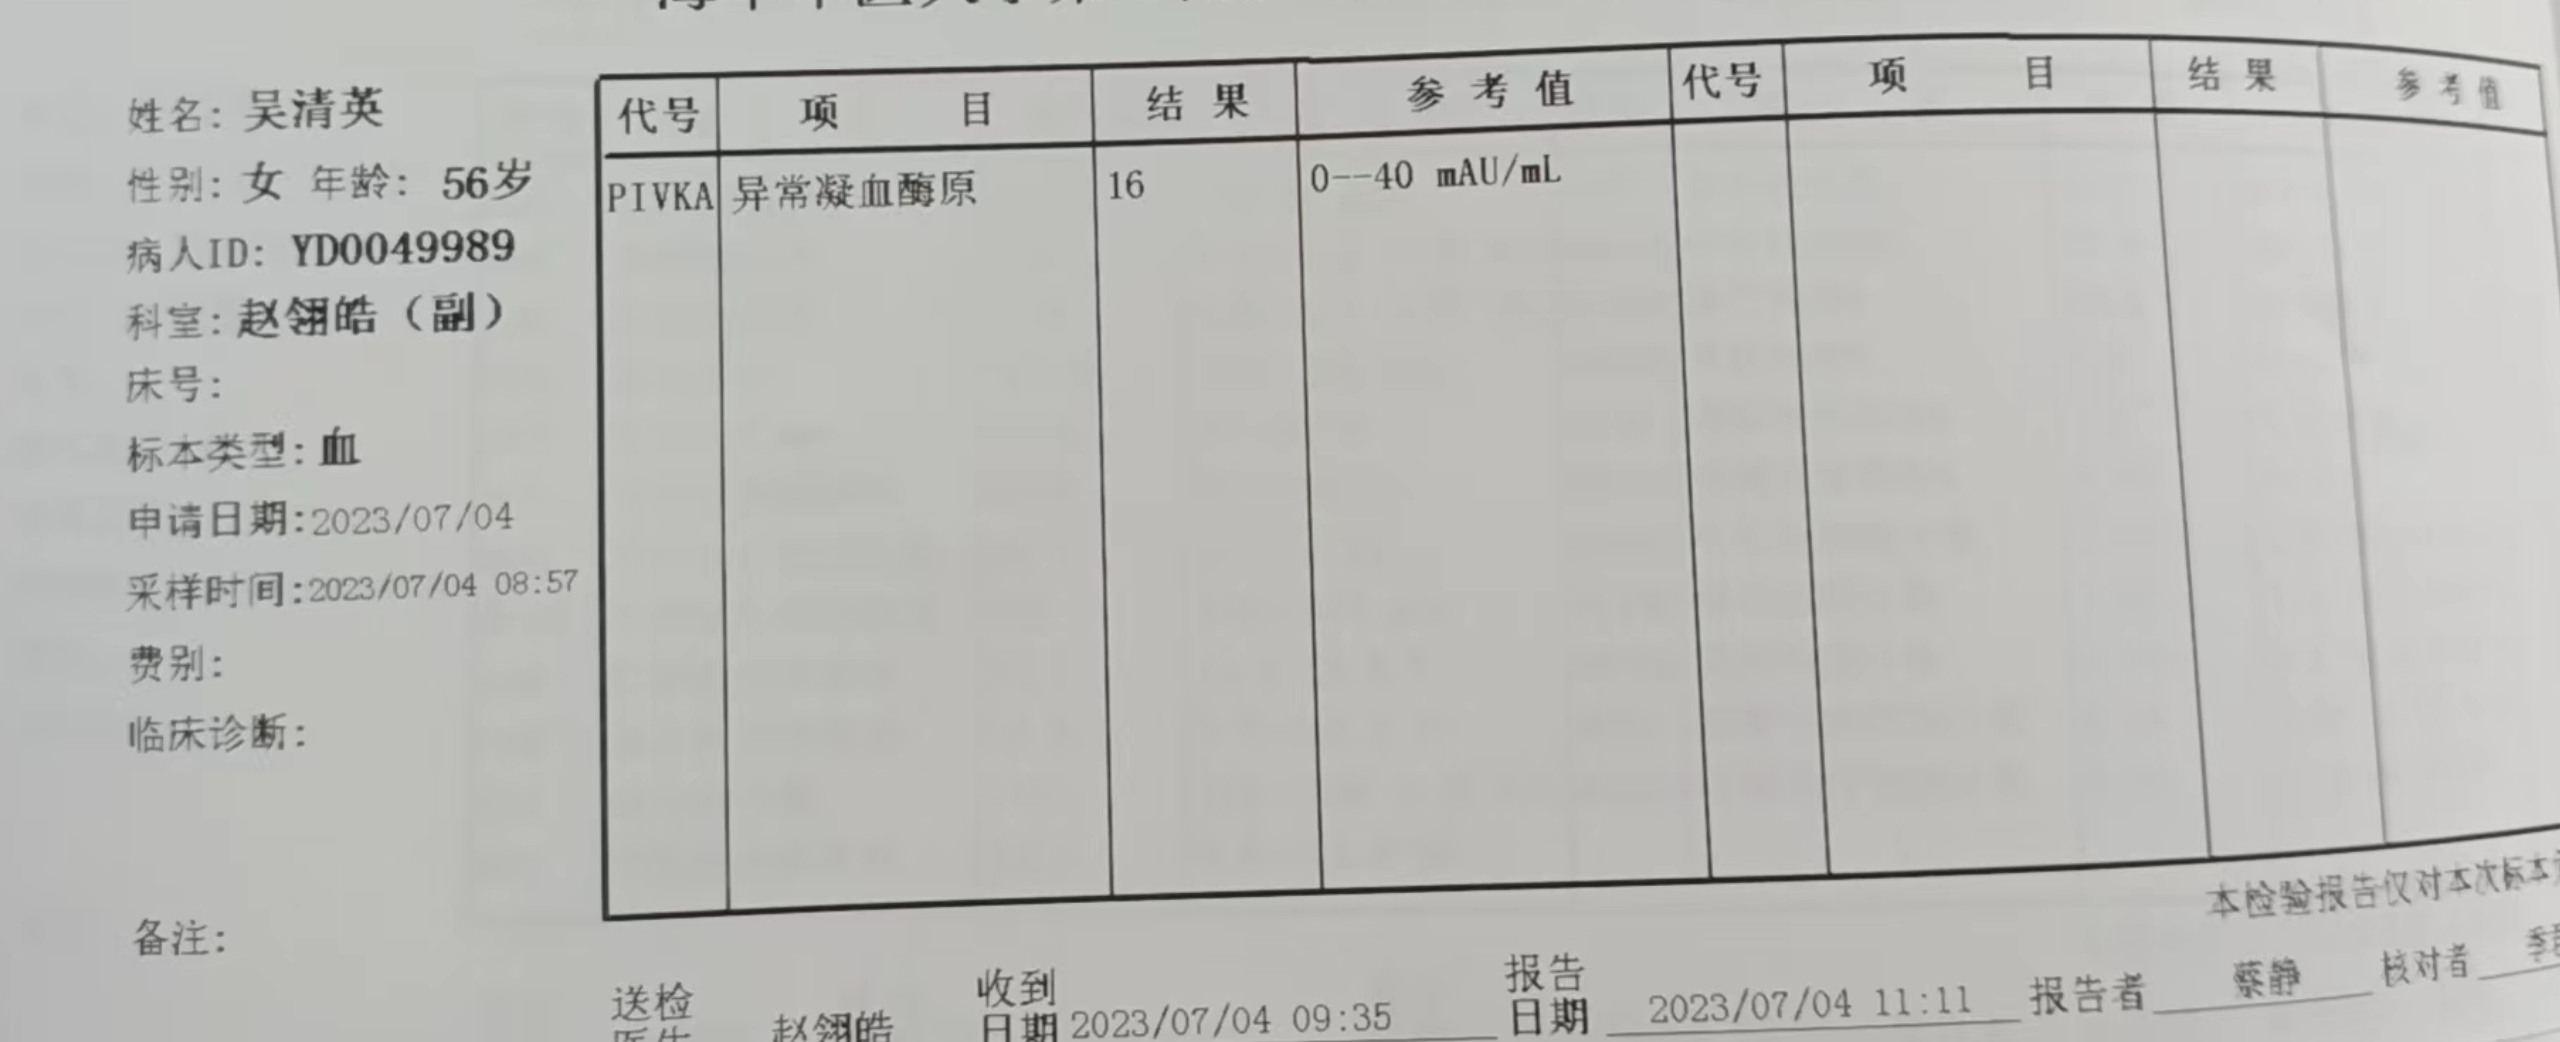 姓名: 吴清英
性别: 女 年龄: 56岁
病人ID: YD0049989
科室: 赵翎皓（副）
床号:
标本类型: 血
申请日期:2023/07/04
采样时间:2023/07/04 08:57
费别:
临床诊断:
备注:
代号 项 目 结 果 参 考 值 代号 项 目 结 果 参 考 值
PIVKA 异常凝血酶原 16 0--40 mAU/mL
本检验报告仅对本次标本
送检 赵翎皓 收到日期 2023/07/04 09:35 报告日期 2023/07/04 11:11 报告者 蔡静 核对者